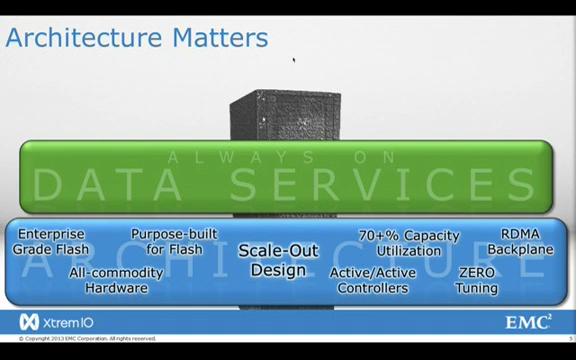 Architecture Matters
ALWAYS ON
DATA SERVICES
ARCHITECTURE
Enterprise
Grade Flash
Purpose-built
for Flash
Scale-Out
Design
70+% Capacity
Utilization
RDMA
Backplane
All-commodity
Hardware
Active/Active
Controllers
ZERO
Tuning
XtremIO
EMC²
© Copyright 2013 EMC Corporation. All rights reserved.
5